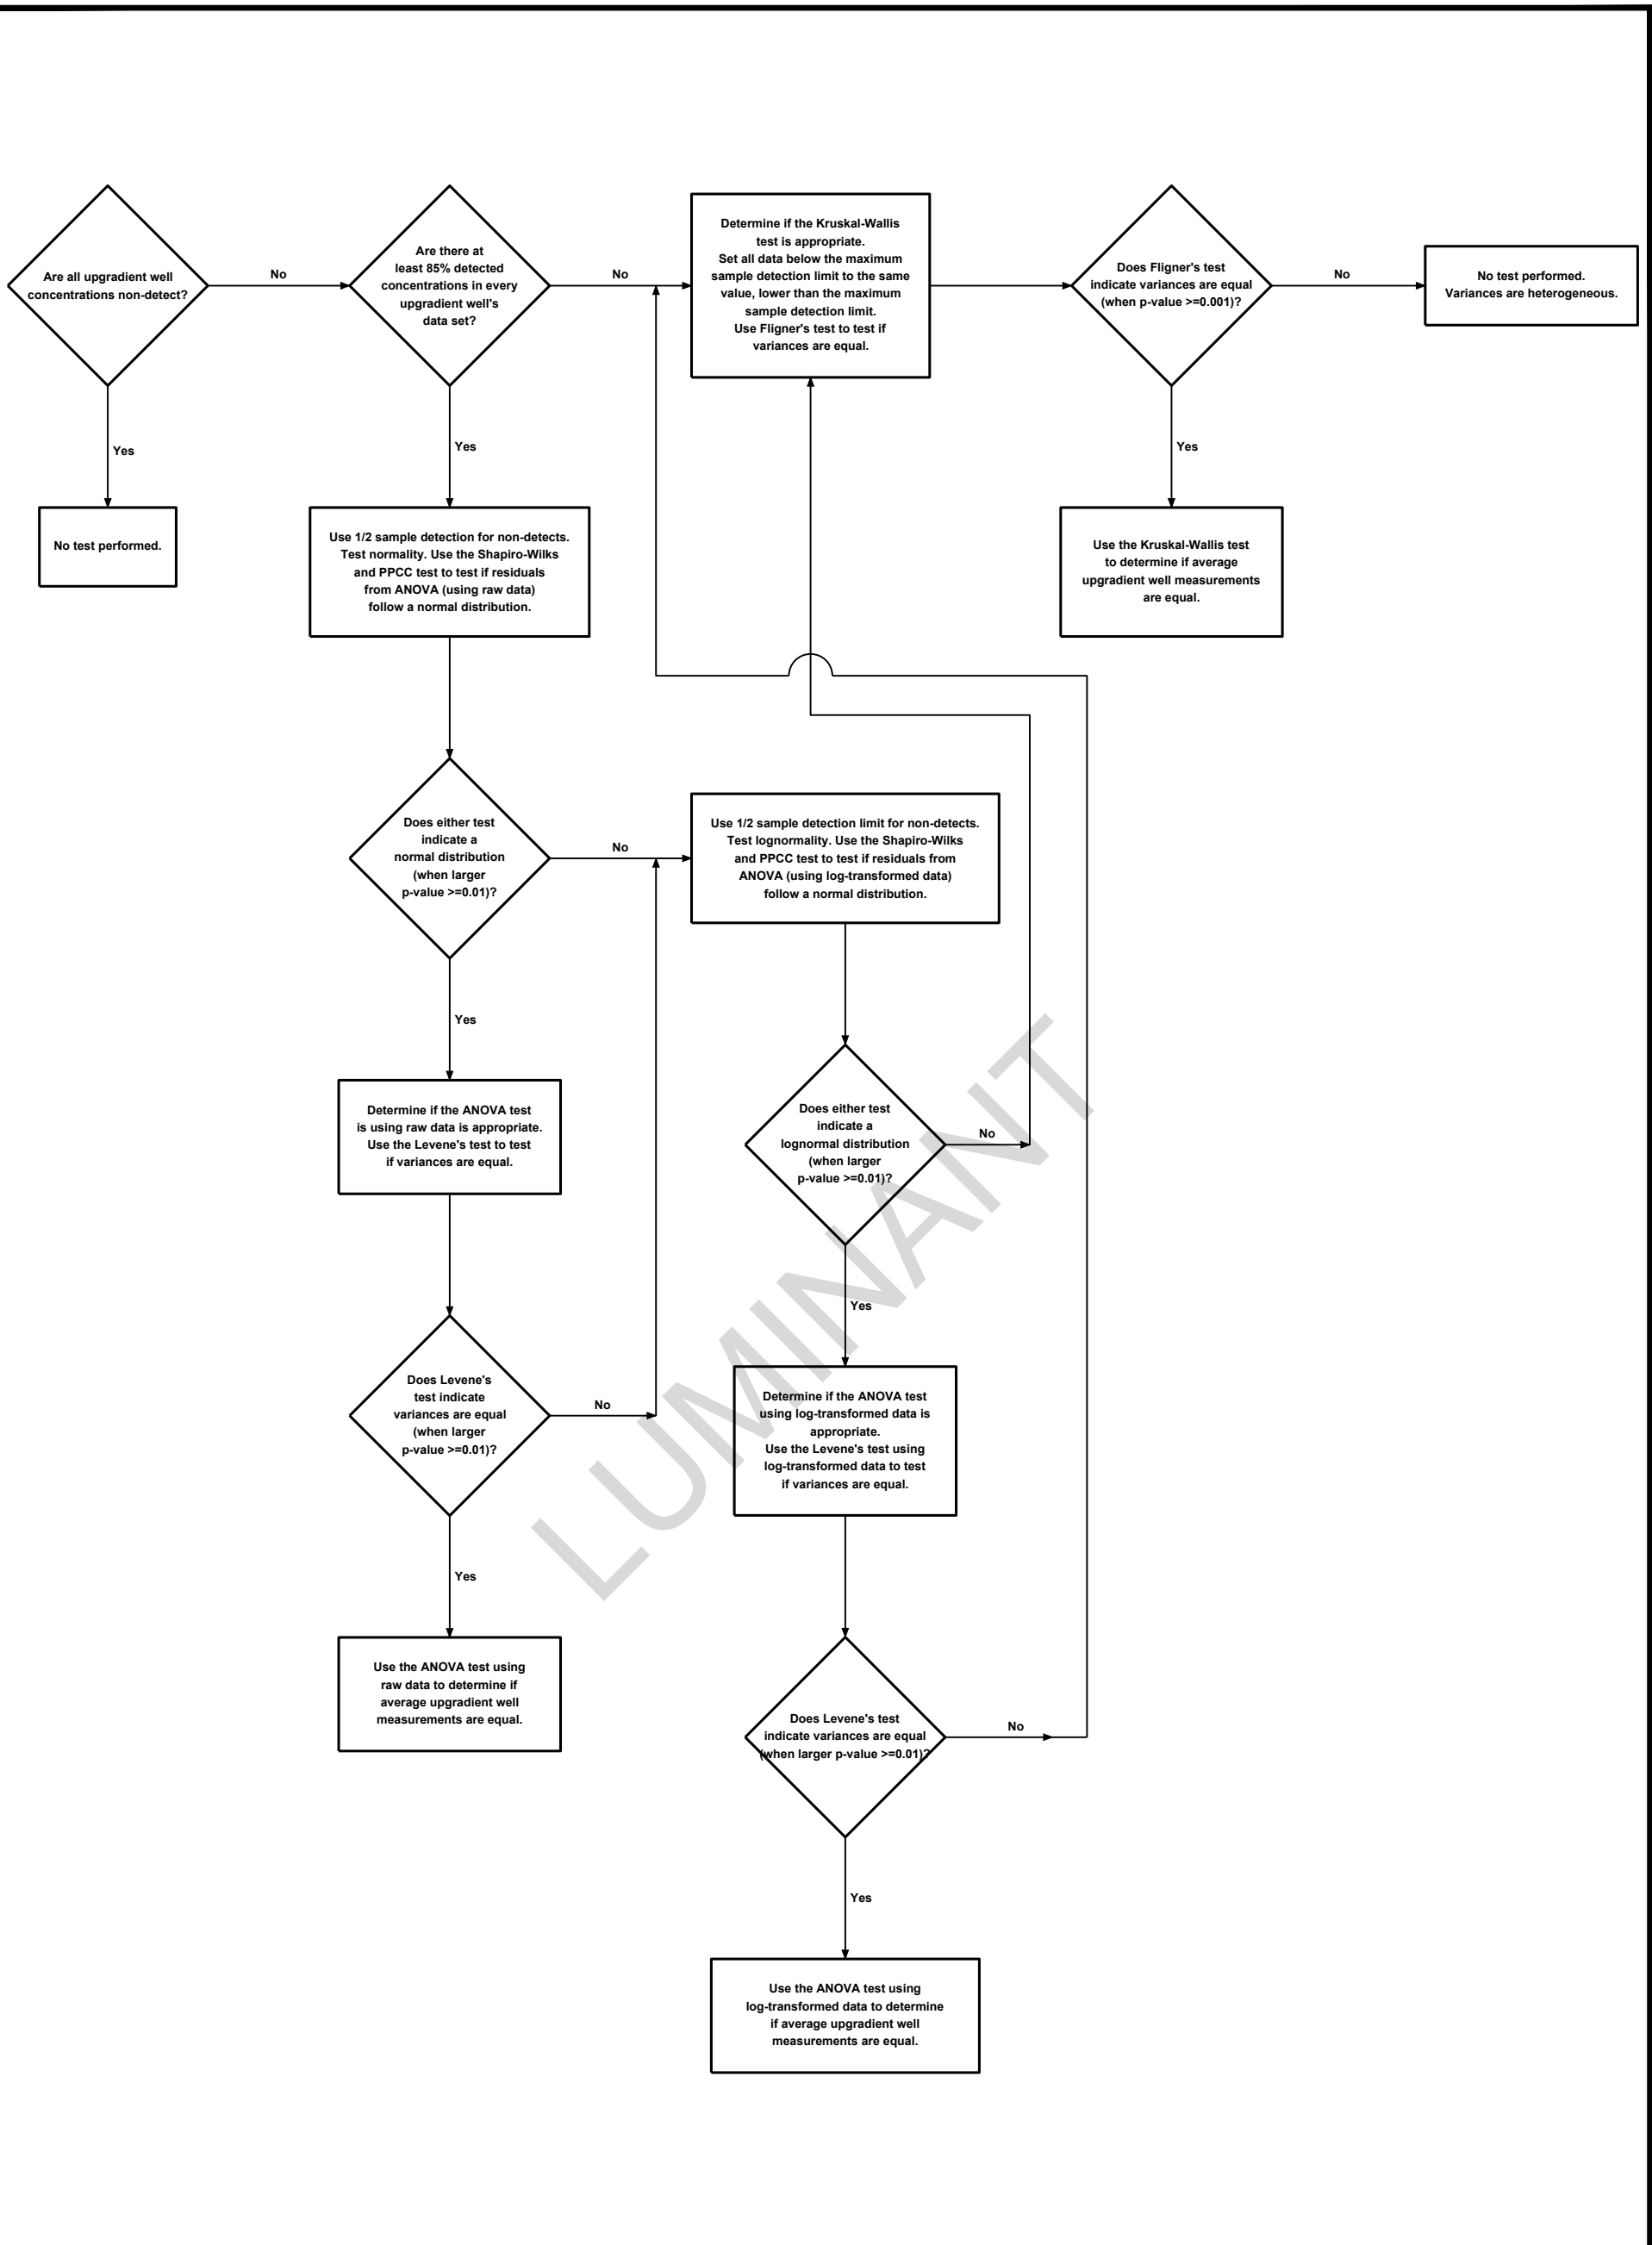 Are all upgradient well
concentrations non-detect?
No
Yes
No test performed.
Are there at
least 85% detected
concentrations in every
upgradient well's
data set?
No
Yes
Determine if the Kruskal-Wallis
test is appropriate.
Set all data below the maximum
sample detection limit to the same
value, lower than the maximum
sample detection limit.
Use Fligner's test to test if
variances are equal.
Does Fligner's test
indicate variances are equal
(when p-value >=0.001)?
No
Yes
No test performed.
Variances are heterogeneous.
Use the Kruskal-Wallis test
to determine if average
upgradient well measurements
are equal.
Use 1/2 sample detection for non-detects.
Test normality. Use the Shapiro-Wilks
and PPCC test to test if residuals
from ANOVA (using raw data)
follow a normal distribution.
Does either test
indicate a
normal distribution
(when larger
p-value >=0.01)?
No
Yes
Determine if the ANOVA test
is using raw data is appropriate.
Use the Levene's test to test
if variances are equal.
Does Levene's
test indicate
variances are equal
(when larger
p-value >=0.01)?
No
Yes
Use the ANOVA test using
raw data to determine if
average upgradient well
measurements are equal.
Use 1/2 sample detection limit for non-detects.
Test lognormality. Use the Shapiro-Wilks
and PPCC test to test if residuals from
ANOVA (using log-transformed data)
follow a normal distribution.
Does either test
indicate a
lognormal distribution
(when larger
p-value >=0.01)?
No
Yes
Determine if the ANOVA test
using log-transformed data is
appropriate.
Use the Levene's test using
log-transformed data to test
if variances are equal.
Does Levene's test
indicate variances are equal
(when larger p-value >=0.01)?
No
Yes
Use the ANOVA test using
log-transformed data to determine
if average upgradient well
measurements are equal.
LUMINANT